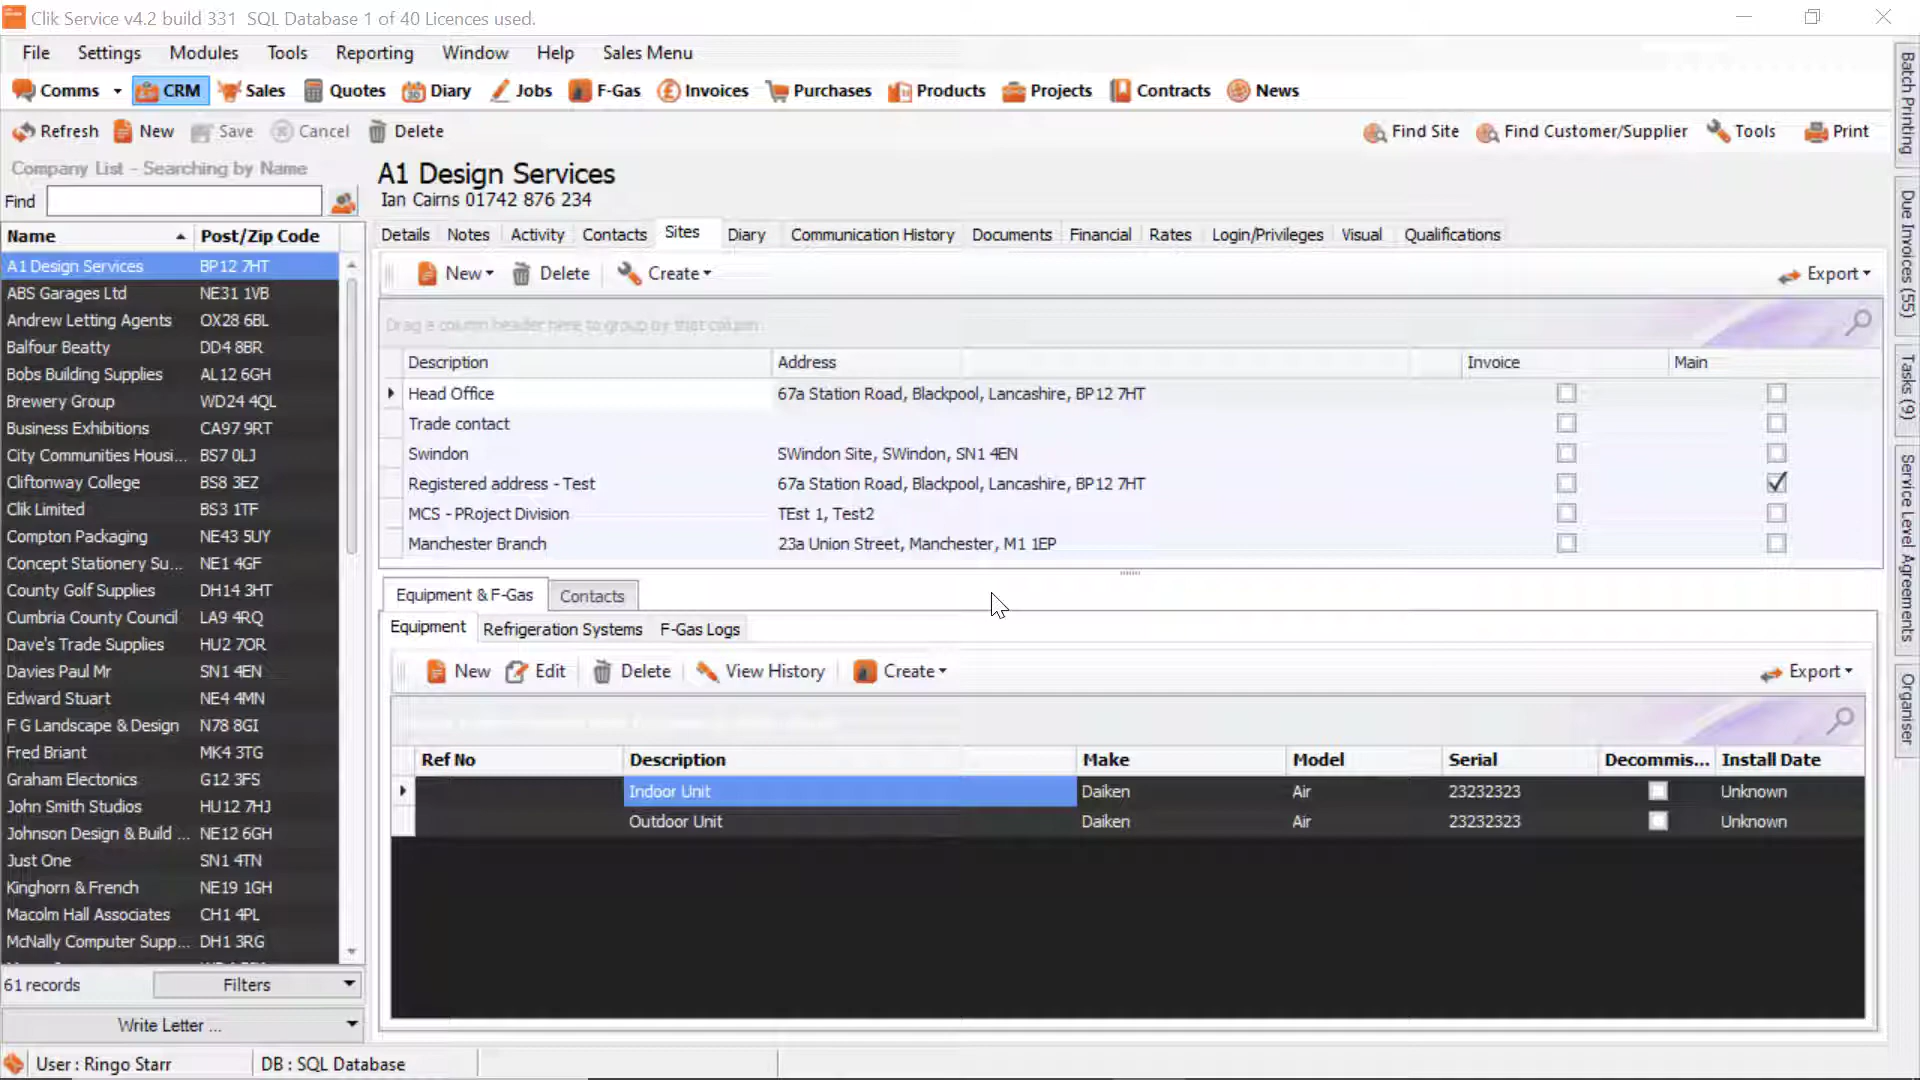 Clik Service v4.2 build 331  SQL Database 1 of 40 Licences used.
File Settings Modules Tools Reporting Window Help Sales Menu
Comms CRM Sales Quotes Diary Jobs F-Gas Invoices Purchases Products Projects Contracts News
Refresh New Save Cancel Delete Find Site Find Customer/Supplier Tools Print
Company List - Searching by Name
Find
Name Post/Zip Code
A1 Design Services BP12 7HT
ABS Garages Ltd NE31 1VB
Andrew Letting Agents OX28 6BL
Balfour Beatty DD4 8BR
Bobs Building Supplies AL12 6GH
Brewery Group WD24 4QL
Business Exhibitions CA97 9RT
City Communities Housi... BS7 0LJ
Cliftonway College BS8 3EZ
Clik Limited BS3 1TF
Compton Packaging NE43 5UY
Concept Stationery Su... NE1 4GF
County Golf Supplies DH14 3HT
Cumbria County Council LA9 4RQ
Dave's Trade Supplies HU2 7OR
Davies Paul Mr SN1 4EN
Edward Stuart NE4 4MN
F G Landscape & Design N78 8GI
Fred Briant MK4 3TG
Graham Electonics G12 3FS
John Smith Studios HU12 7HJ
Johnson Design & Build ... NE12 6GH
Just One SN1 4TN
Kinghorn & French NE19 1GH
Macolm Hall Associates CH1 4PL
McNally Computer Supp... DH1 3RG
61 records Filters
Write Letter ...
A1 Design Services
Ian Cairns 01742 876 234
Details Notes Activity Contacts Sites Diary Communication History Documents Financial Rates Login/Privileges Visual Qualifications
New Delete Create Export
Drag a column header here to group by that column
Description Address Invoice Main
Head Office 67a Station Road, Blackpool, Lancashire, BP12 7HT
Trade contact
Swindon SWindon Site, SWindon, SN1 4EN
Registered address - Test 67a Station Road, Blackpool, Lancashire, BP12 7HT
MCS - PRoject Division TEst 1, Test2
Manchester Branch 23a Union Street, Manchester, M1 1EP
Equipment & F-Gas Contacts
Equipment Refrigeration Systems F-Gas Logs
New Edit Delete View History Create Export
Ref No Description Make Model Serial Decommis... Install Date
Indoor Unit Daiken Air 23232323 Unknown
Outdoor Unit Daiken Air 23232323 Unknown
Batch Printing
Due Invoices (55)
Tasks (9)
Service Level Agreements
Organiser
User : Ringo Starr DB : SQL Database